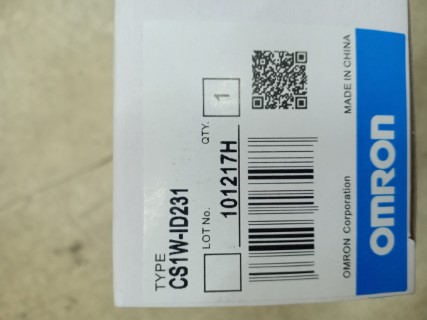 TYPE
CS1W-ID231
LOT No. QTY. 1
101217H
OMRON Corporation MADE IN CHINA
OMRON